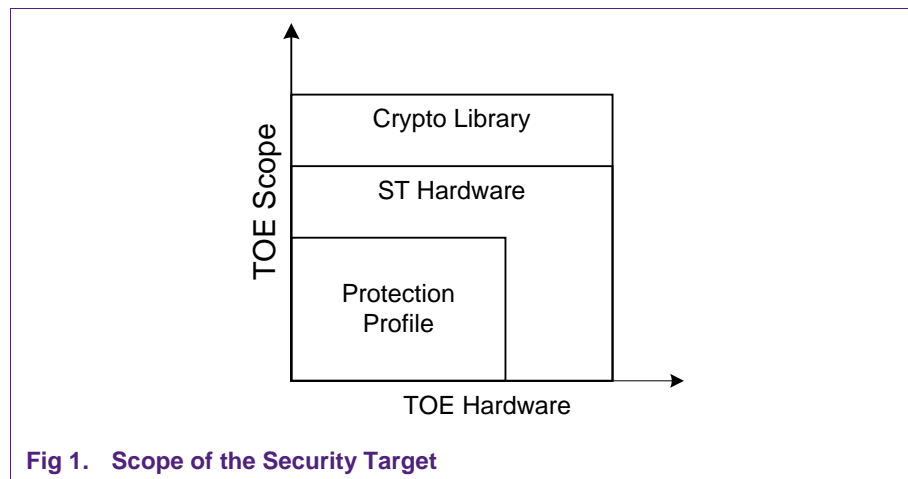 Crypto Library
ST Hardware
Protection
Profile
TOE Scope
TOE Hardware
Fig 1. Scope of the Security Target